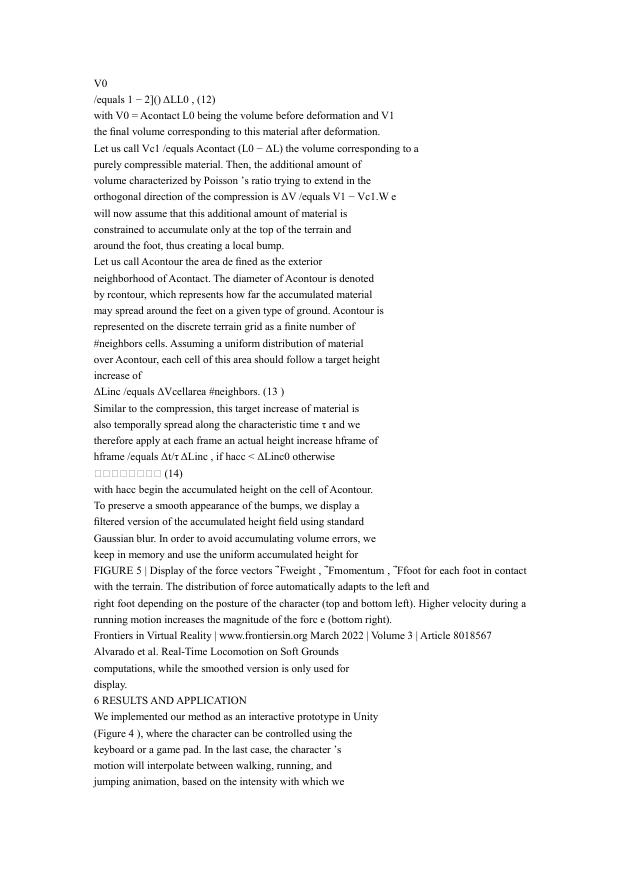 V0
/equals 1 − 2]() ΔLL0 , (12)
with V0 = Acontact L0 being the volume before deformation and V1
the final volume corresponding to this material after deformation.
Let us call Vc1 /equals Acontact (L0 − ΔL) the volume corresponding to a
purely compressible material. Then, the additional amount of
volume characterized by Poisson ’s ratio trying to extend in the
orthogonal direction of the compression is ΔV /equals V1 − Vc1.W e
will now assume that this additional amount of material is
constrained to accumulate only at the top of the terrain and
around the foot, thus creating a local bump.
Let us call Acontour the area de fined as the exterior
neighborhood of Acontact. The diameter of Acontour is denoted
by rcontour, which represents how far the accumulated material
may spread around the feet on a given type of ground. Acontour is
represented on the discrete terrain grid as a finite number of
#neighbors cells. Assuming a uniform distribution of material
over Acontour, each cell of this area should follow a target height
increase of
ΔLinc /equals ΔVcellarea #neighbors. (13 )
Similar to the compression, this target increase of material is
also temporally spread along the characteristic time τ and we
therefore apply at each frame an actual height increase hframe of
hframe /equals Δt/τ ΔLinc , if hacc < ΔLinc0 otherwise
□□□□□□□□ (14)
with hacc begin the accumulated height on the cell of Acontour.
To preserve a smooth appearance of the bumps, we display a
filtered version of the accumulated height field using standard
Gaussian blur. In order to avoid accumulating volume errors, we
keep in memory and use the uniform accumulated height for
FIGURE 5 | Display of the force vectors ˜Fweight , ˜Fmomentum , ˜Ffoot for each foot in contact
with the terrain. The distribution of force automatically adapts to the left and
right foot depending on the posture of the character (top and bottom left). Higher velocity during a
running motion increases the magnitude of the forc e (bottom right).
Frontiers in Virtual Reality | www.frontiersin.org March 2022 | Volume 3 | Article 8018567
Alvarado et al. Real-Time Locomotion on Soft Grounds
computations, while the smoothed version is only used for
display.
6 RESULTS AND APPLICATION
We implemented our method as an interactive prototype in Unity
(Figure 4 ), where the character can be controlled using the
keyboard or a game pad. In the last case, the character ’s
motion will interpolate between walking, running, and
jumping animation, based on the intensity with which we